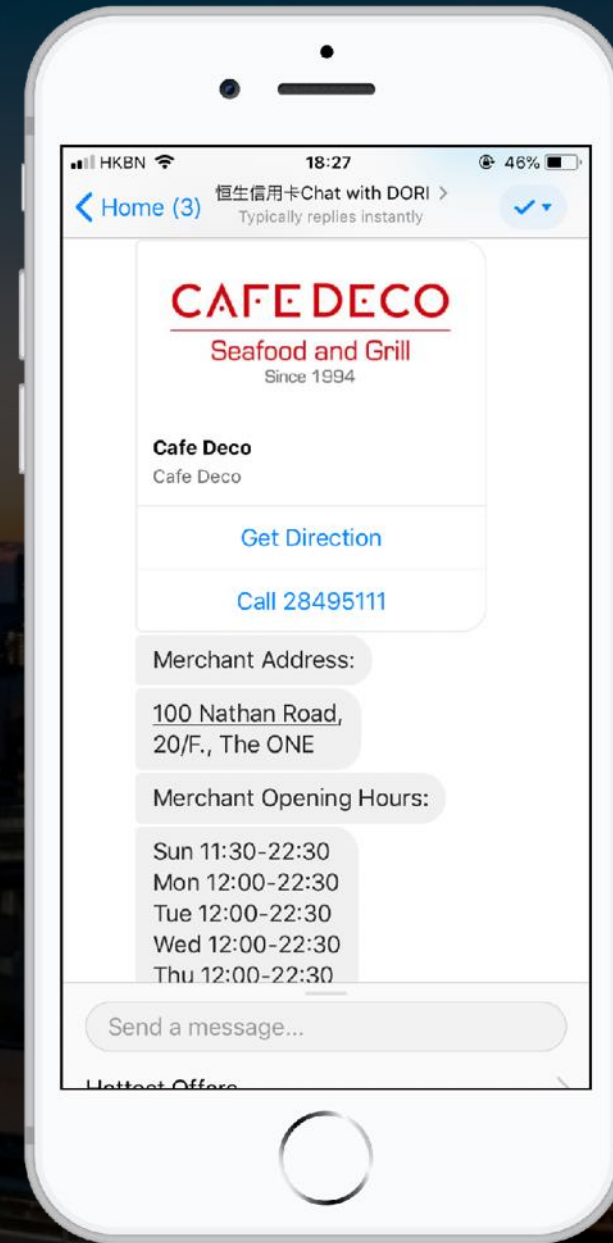 HKBN
18:27
46%
Home (3)
恒生信用卡Chat with DORI >
Typically replies instantly
CAFE DECO
Seafood and Grill
Since 1994
Cafe Deco
Cafe Deco
Get Direction
Call 28495111
Merchant Address:
100 Nathan Road,
20/F., The ONE
Merchant Opening Hours:
Sun 11:30-22:30
Mon 12:00-22:30
Tue 12:00-22:30
Wed 12:00-22:30
Thu 12:00-22:30
Send a message...
Hottest Offers